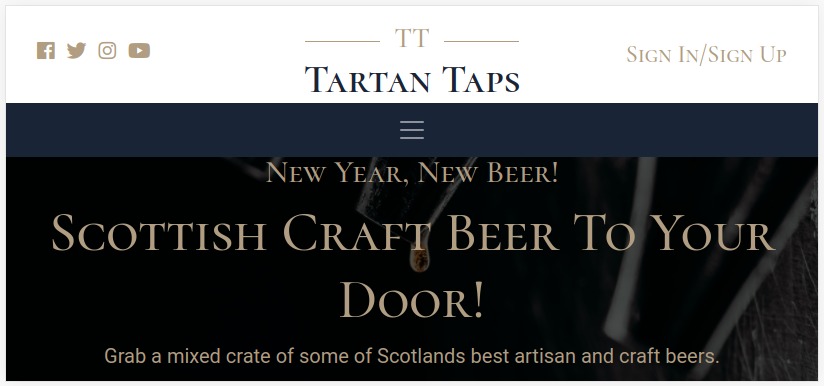 TT
Tartan Taps
Sign In/Sign Up
New Year, New Beer!
Scottish Craft Beer To Your
Door!
Grab a mixed crate of some of Scotlands best artisan and craft beers.